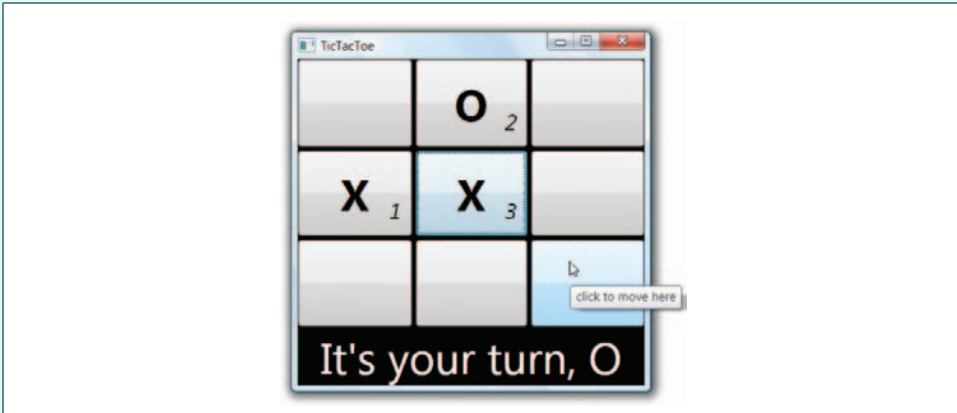 TicTacToe
O 2
X 1 X 3
click to move here
It's your turn, O